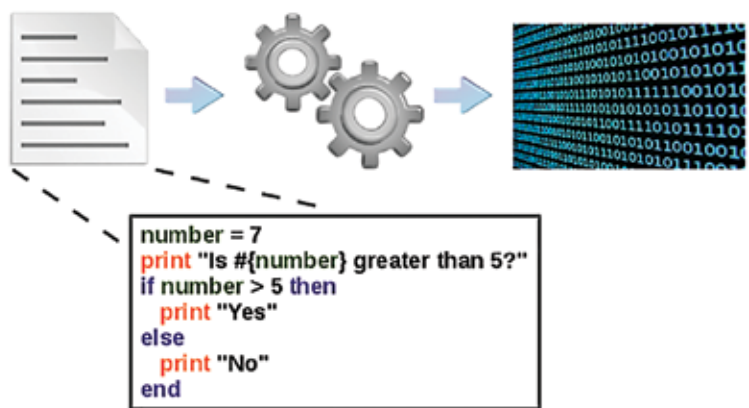 number = 7
print "Is #{number} greater than 5?"
if number > 5 then
print "Yes"
else
print "No"
end